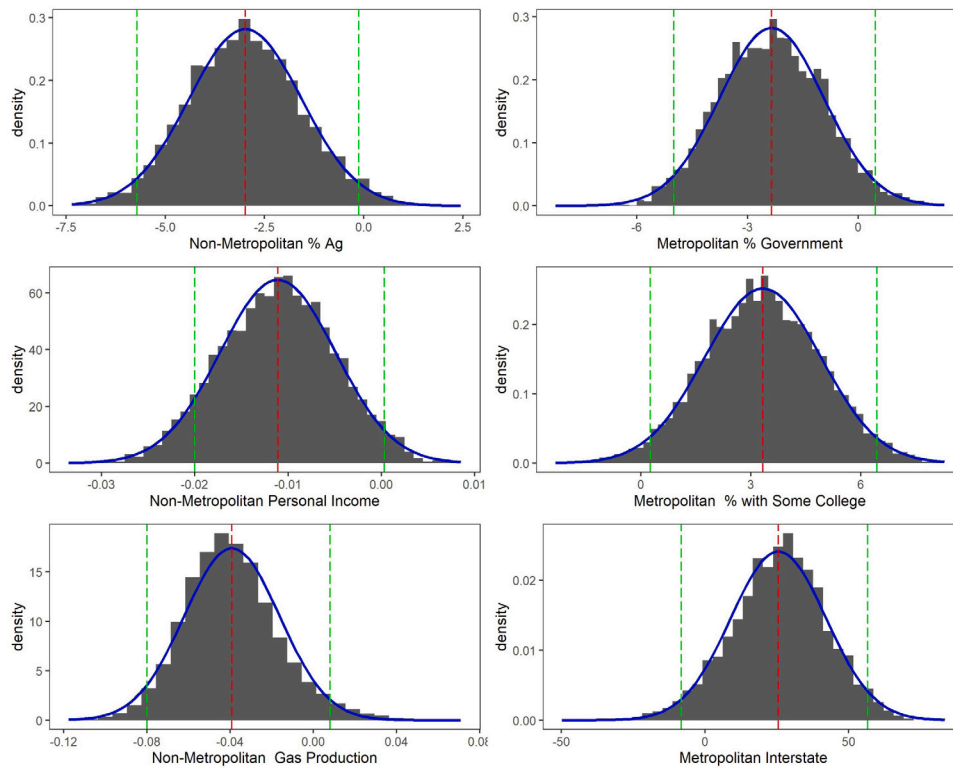 0.3
0.2
0.1
0.0
density
-7.5 -5.0 -2.5 0.0 2.5
Non-Metropolitan % Ag
0.3
0.2
0.1
0.0
density
-6 -3 0
Metropolitan % Government
60
40
20
0
density
-0.03 -0.02 -0.01 0.00 0.01
Non-Metropolitan Personal Income
0.2
0.1
0.0
density
0 3 6
Metropolitan % with Some College
15
10
5
0
density
-0.12 -0.08 -0.04 0.00 0.04
Non-Metropolitan Gas Production
0.02
0.01
0.00
density
-50 0 50
Metropolitan Interstate